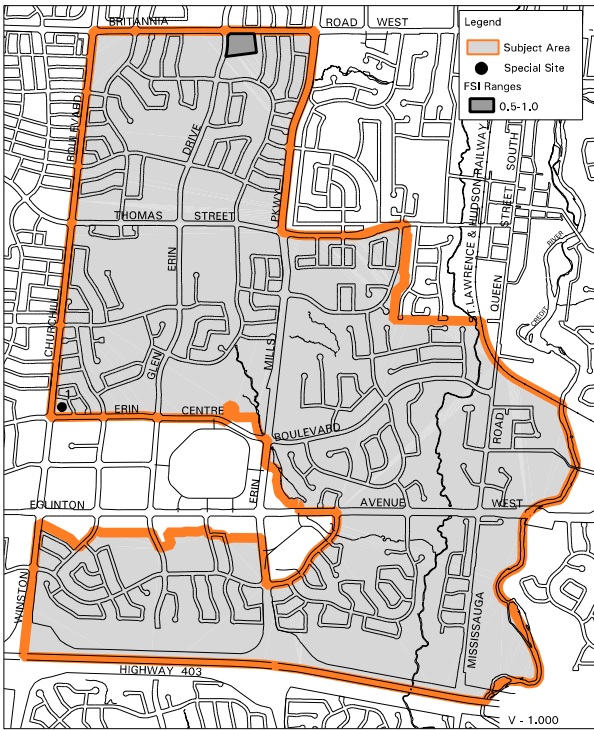 BRITANNIA ROAD WEST
Legend
Subject Area
Special Site
FSI Ranges
0.5-1.0
BOULEVARD
DRIVE
PKWY
THOMAS STREET
ERIN
ST.LAWRENCE & HUDSON RAILWAY
SOUTH
STREET
QUEEN
RIVER
CREDIT
CHURCHILL
GLEN
MILLS
1
ERIN CENTRE
BOULEVARD
ROAD
ERIN
EGLINTON AVENUE WEST
WINSTON
MISSISSAUGA
HIGHWAY 403
V - 1.000